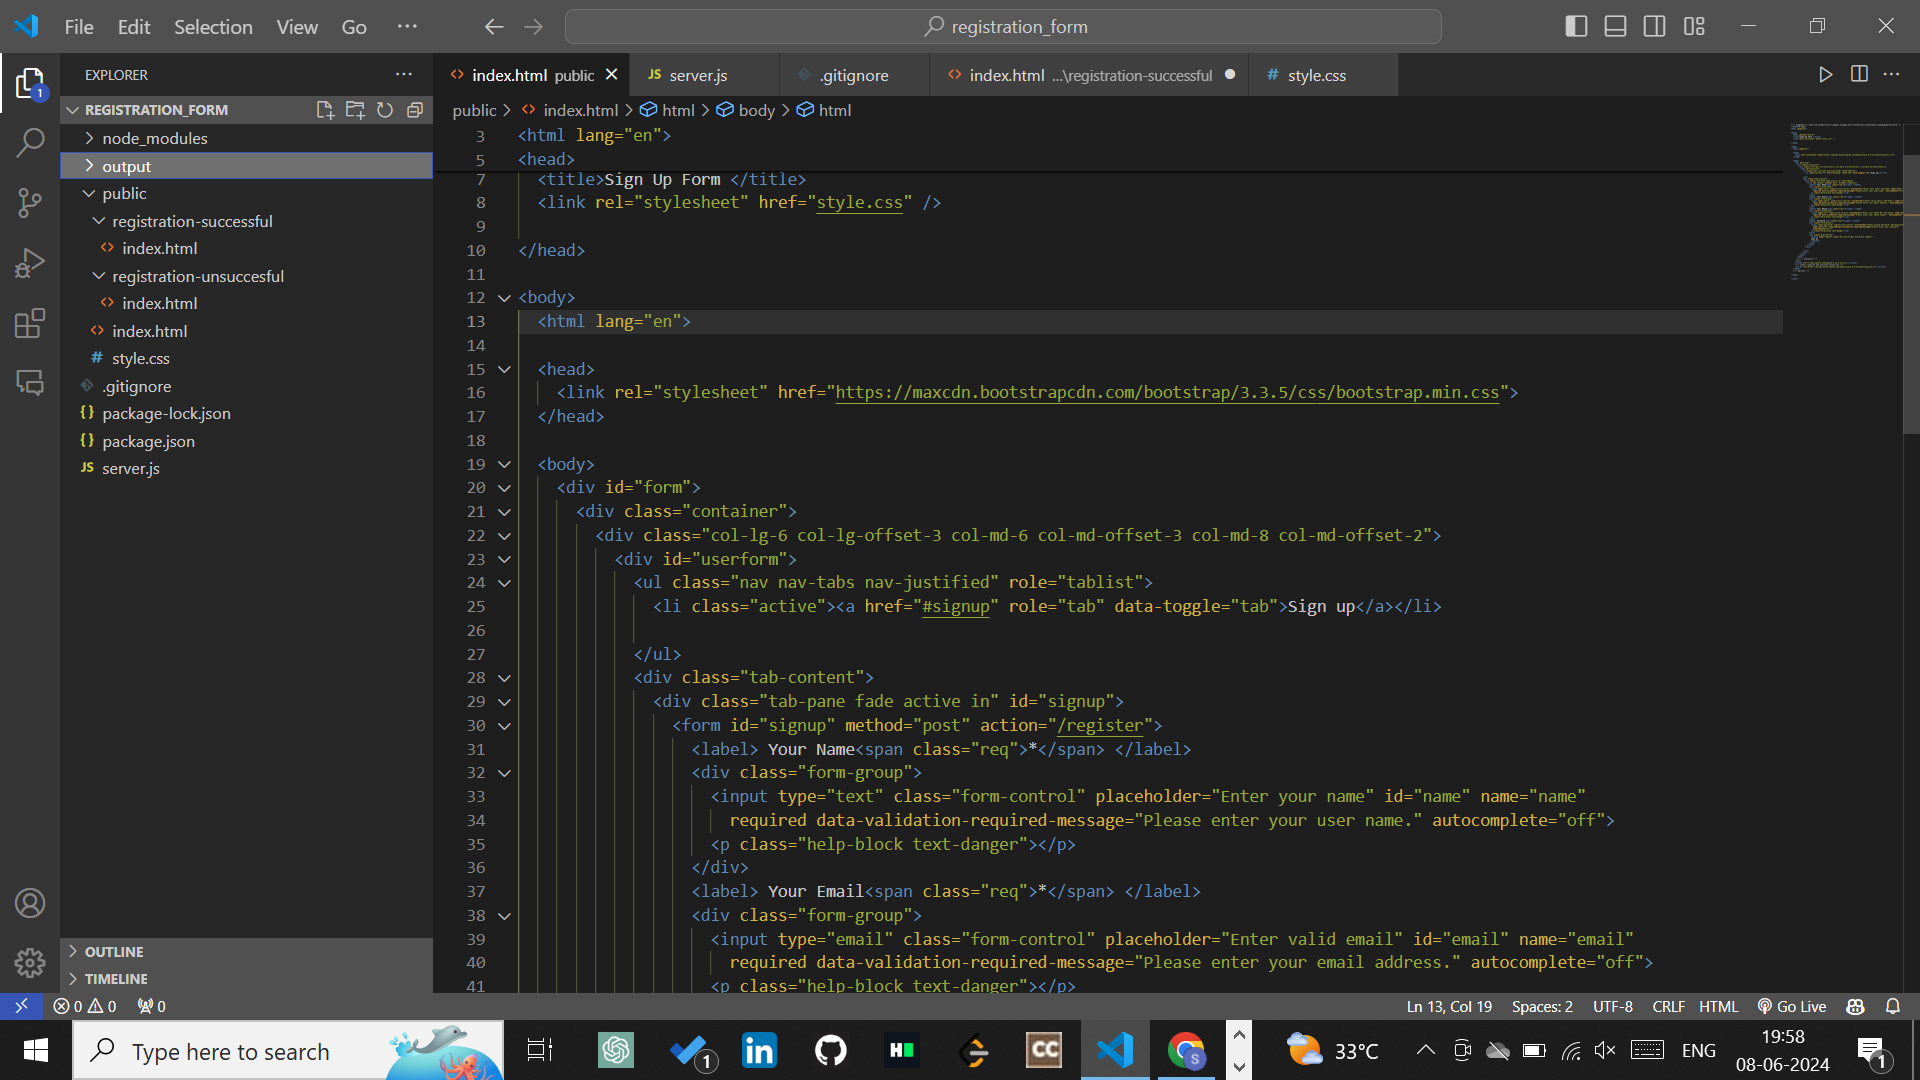 File Edit Selection View Go ···
registration_form
EXPLORER
REGISTRATION_FORM
node_modules
output
public
registration-successful
index.html
registration-unsuccesful
index.html
index.html
style.css
.gitignore
package-lock.json
package.json
server.js
OUTLINE
TIMELINE
index.html public
JS server.js
.gitignore
index.html ...\registration-successful
# style.css
public > index.html > html > body > html
3 <html lang="en">
5 <head>
7 <title>Sign Up Form </title>
8 <link rel="stylesheet" href="style.css" />
9
10 </head>
11
12 <body>
13 <html lang="en">
14
15 <head>
16 <link rel="stylesheet" href="https://maxcdn.bootstrapcdn.com/bootstrap/3.3.5/css/bootstrap.min.css">
17 </head>
18
19 <body>
20 <div id="form">
21 <div class="container">
22 <div class="col-lg-6 col-lg-offset-3 col-md-6 col-md-offset-3 col-md-8 col-md-offset-2">
23 <div id="userform">
24 <ul class="nav nav-tabs nav-justified" role="tablist">
25 <li class="active"><a href="#signup" role="tab" data-toggle="tab">Sign up</a></li>
26
27 </ul>
28 <div class="tab-content">
29 <div class="tab-pane fade active in" id="signup">
30 <form id="signup" method="post" action="/register">
31 <label> Your Name<span class="req">*</span> </label>
32 <div class="form-group">
33 <input type="text" class="form-control" placeholder="Enter your name" id="name" name="name"
34 required data-validation-required-message="Please enter your user name." autocomplete="off">
35 <p class="help-block text-danger"></p>
36 </div>
37 <label> Your Email<span class="req">*</span> </label>
38 <div class="form-group">
39 <input type="email" class="form-control" placeholder="Enter valid email" id="email" name="email"
40 required data-validation-required-message="Please enter your email address." autocomplete="off">
41 <p class="help-block text-danger"></p>
0 0 0
Ln 13, Col 19 Spaces: 2 UTF-8 CRLF HTML Go Live
Type here to search
1
CC
S
33°C
ENG
19:58
08-06-2024
1